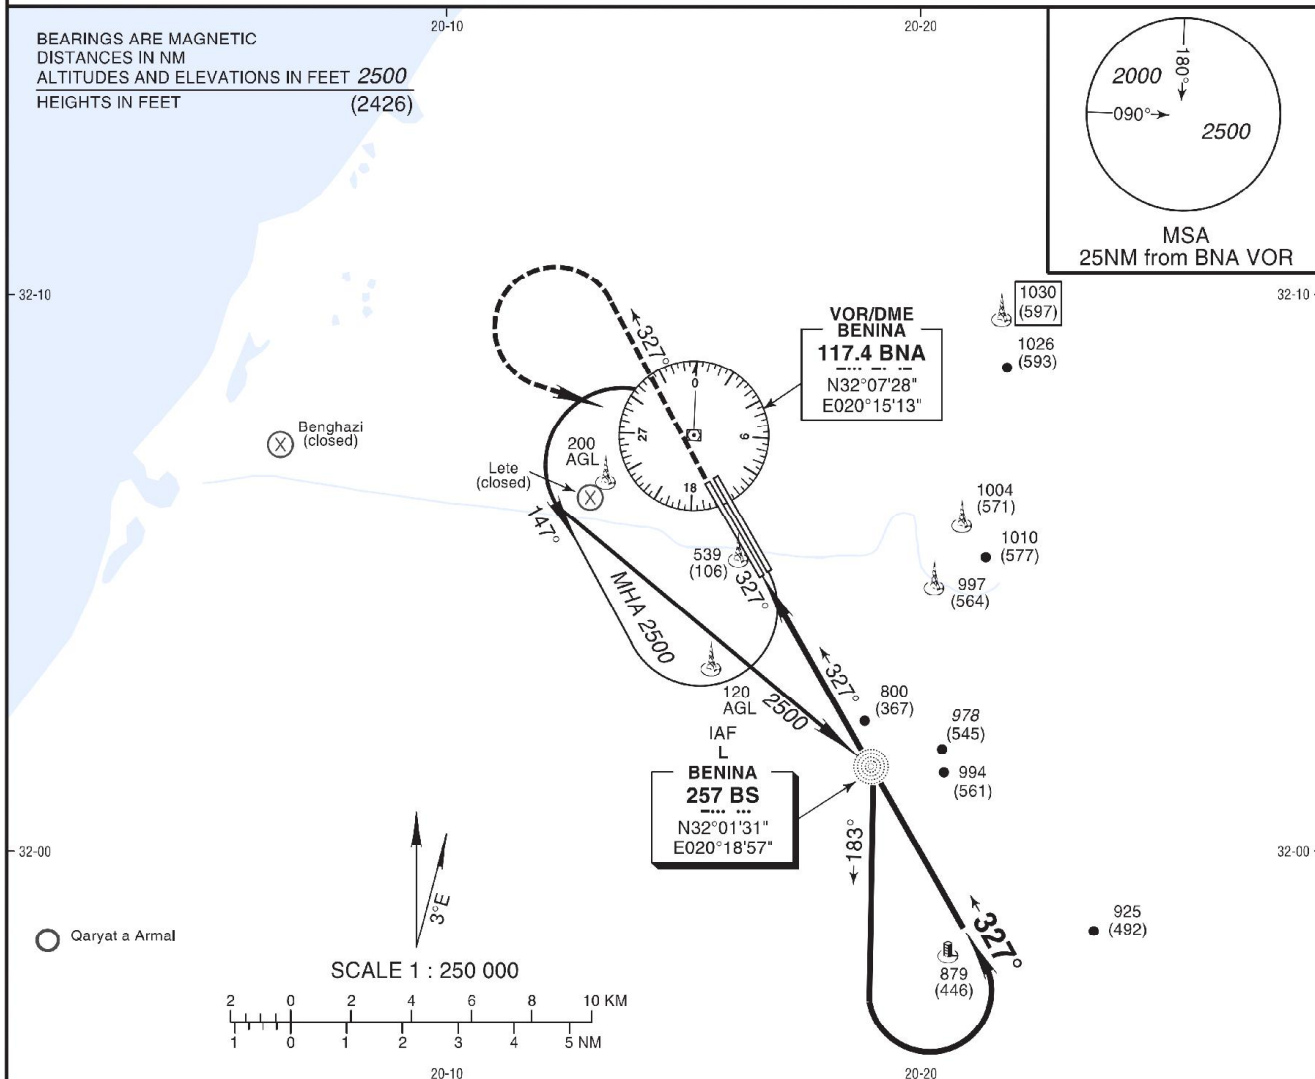 20-10
20-20
BEARINGS ARE MAGNETIC
DISTANCES IN NM
ALTITUDES AND ELEVATIONS IN FEET 2500
HEIGHTS IN FEET (2426)
2000
180°
090°
2500
MSA
25NM from BNA VOR
32-10
32-10
1030
(597)
1026
(593)
VOR/DME
BENINA
117.4 BNA
N32°07'28"
E020°15'13"
327°
0
9
18
27
Benghazi
(closed)
200
AGL
Lete
(closed)
147°
1004
(571)
1010
(577)
539
(106)
997
(564)
327°
MHA 2500
327°
120
AGL
2500
800
(367)
978
(545)
994
(561)
IAF
L
BENINA
257 BS
N32°01'31"
E020°18'57"
183°
32-00
32-00
3°E
327°
925
(492)
879
(446)
Qaryat a Armal
SCALE 1 : 250 000
2 0 2 4 6 8 10 KM
1 0 1 2 3 4 5 NM
20-10
20-20